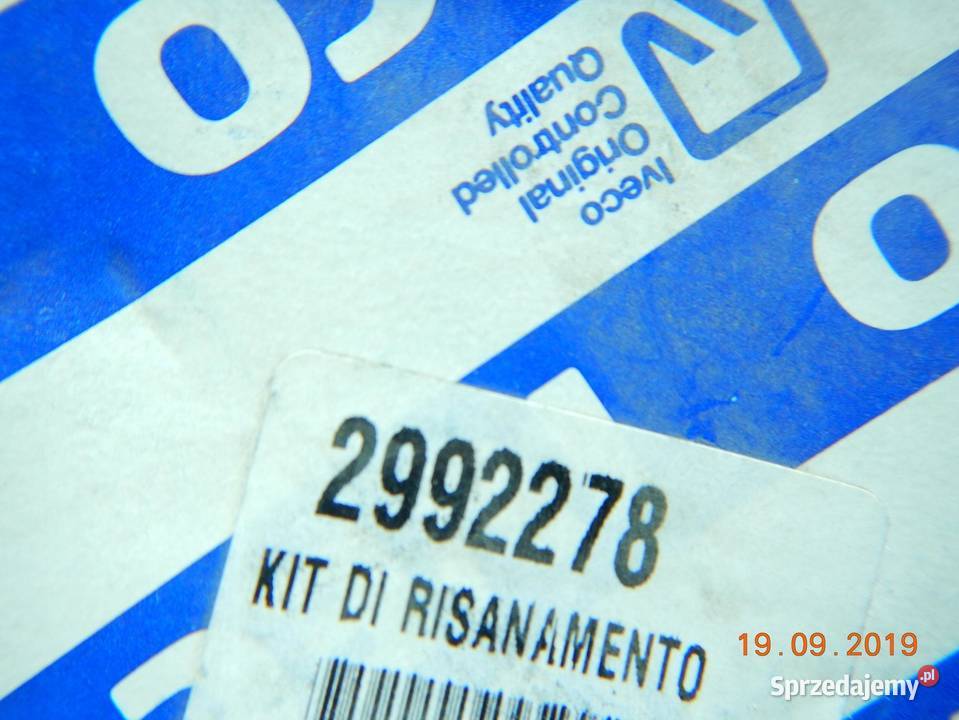 Iveco
Original
Controlled
Quality
2992278
KIT DI RISANAMENTO
19.09.2019
Sprzedajemy.pl